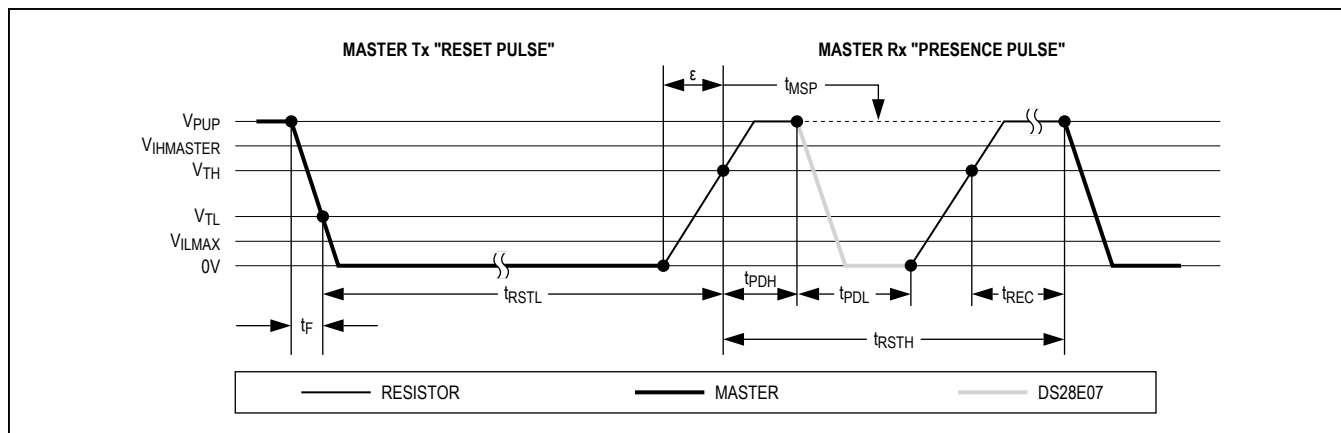 MASTER Tx "RESET PULSE" MASTER Rx "PRESENCE PULSE"
ε tMSP
VPUP
VIHMASTER
VTH
VTL
VILMAX
0V
tRSTL tPDH tPDL tREC
tF tRSTH
RESISTOR MASTER DS28E07